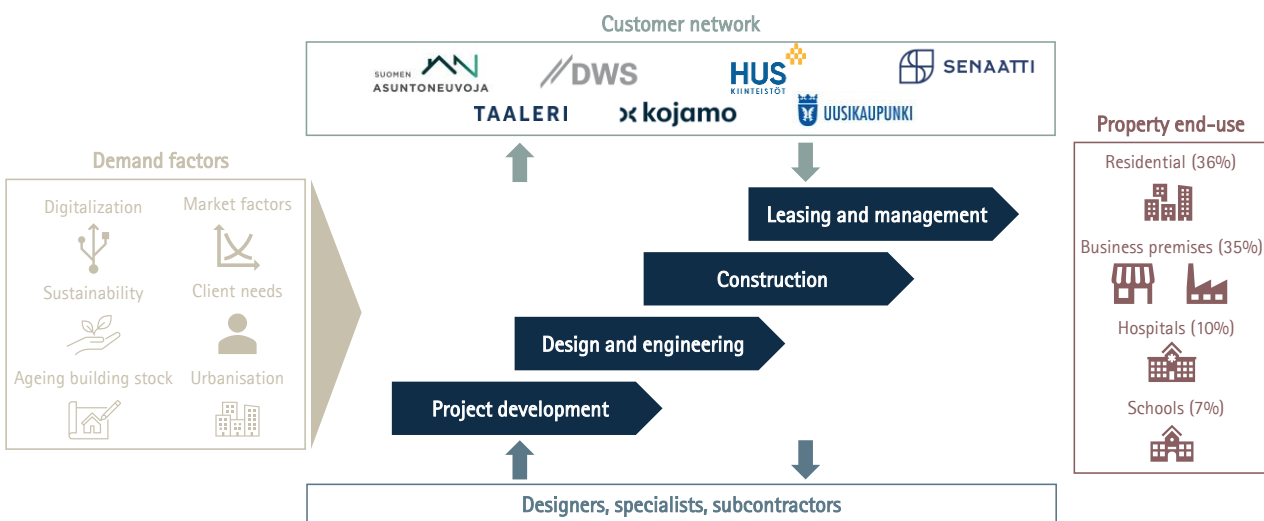 Customer network
SUOMEN
ASUNTONEUVOJA
DWS
HUS
KIINTEISTÖT
SENAATTI
TAALERI
kojamo
UUSIKAUPUNKI
Demand factors
Digitalization
Market factors
Sustainability
Client needs
Ageing building stock
Urbanisation
Leasing and management
Construction
Design and engineering
Project development
Designers, specialists, subcontractors
Property end-use
Residential (36%)
Business premises (35%)
Hospitals (10%)
Schools (7%)